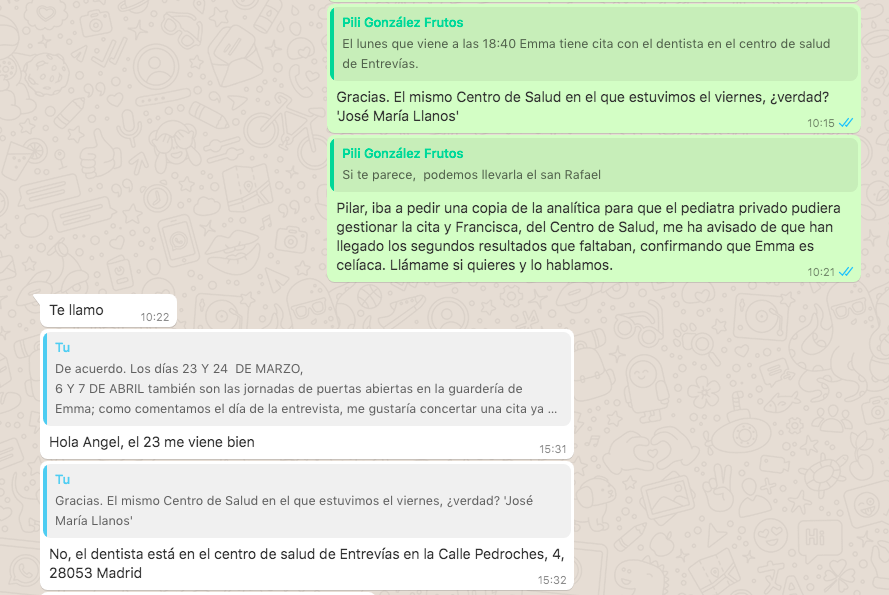 Pili González Frutos
El lunes que viene a las 18:40 Emma tiene cita con el dentista en el centro de salud
de Entrevías.
Gracias. El mismo Centro de Salud en el que estuvimos el viernes, ¿verdad?
'José María Llanos'
10:15
Pili González Frutos
Si te parece,  podemos llevarla el san Rafael
Pilar, iba a pedir una copia de la analítica para que el pediatra privado pudiera
gestionar la cita y Francisca, del Centro de Salud, me ha avisado de que han
llegado los segundos resultados que faltaban, confirmando que Emma es
celíaca. Llámame si quieres y lo hablamos.
10:21
Te llamo
10:22
Tu
De acuerdo. Los días 23 Y 24  DE MARZO,
6 Y 7 DE ABRIL también son las jornadas de puertas abiertas en la guardería de
Emma; como comentamos el día de la entrevista, me gustaría concertar una cita ya ...
Hola Angel, el 23 me viene bien
15:31
Tu
Gracias. El mismo Centro de Salud en el que estuvimos el viernes, ¿verdad? 'José
María Llanos'
No, el dentista está en el centro de salud de Entrevías en la Calle Pedroches, 4,
28053 Madrid
15:32